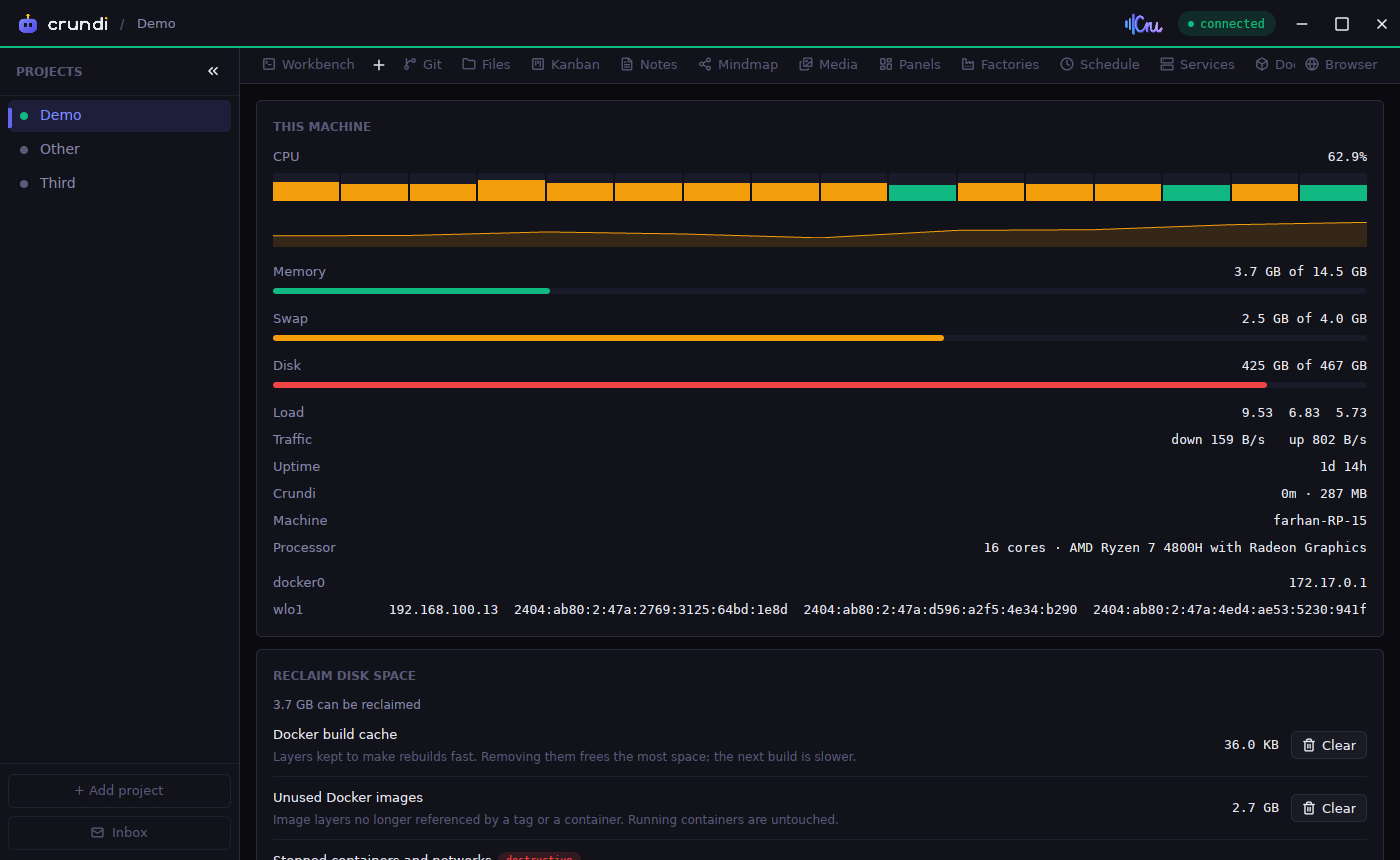 crundi / Demo
Cru
connected
PROJECTS
Workbench Git Files Kanban Notes Mindmap Media Panels Factories Schedule Services Doc Browser
Demo
Other
Third
+ Add project
Inbox
THIS MACHINE
CPU 62.9%
Memory 3.7 GB of 14.5 GB
Swap 2.5 GB of 4.0 GB
Disk 425 GB of 467 GB
Load 9.53 6.83 5.73
Traffic down 159 B/s up 802 B/s
Uptime 1d 14h
Crundi 0m · 287 MB
Machine farhan-RP-15
Processor 16 cores · AMD Ryzen 7 4800H with Radeon Graphics
docker0 172.17.0.1
wlo1 192.168.100.13 2404:ab80:2:47a:2769:3125:64bd:1e8d 2404:ab80:2:47a:d596:a2f5:4e34:b290 2404:ab80:2:47a:4ed4:ae53:5230:941f
RECLAIM DISK SPACE
3.7 GB can be reclaimed
Docker build cache
Layers kept to make rebuilds fast. Removing them frees the most space; the next build is slower.
36.0 KB Clear
Unused Docker images
Image layers no longer referenced by a tag or a container. Running containers are untouched.
2.7 GB Clear
Stopped containers and networks destructive